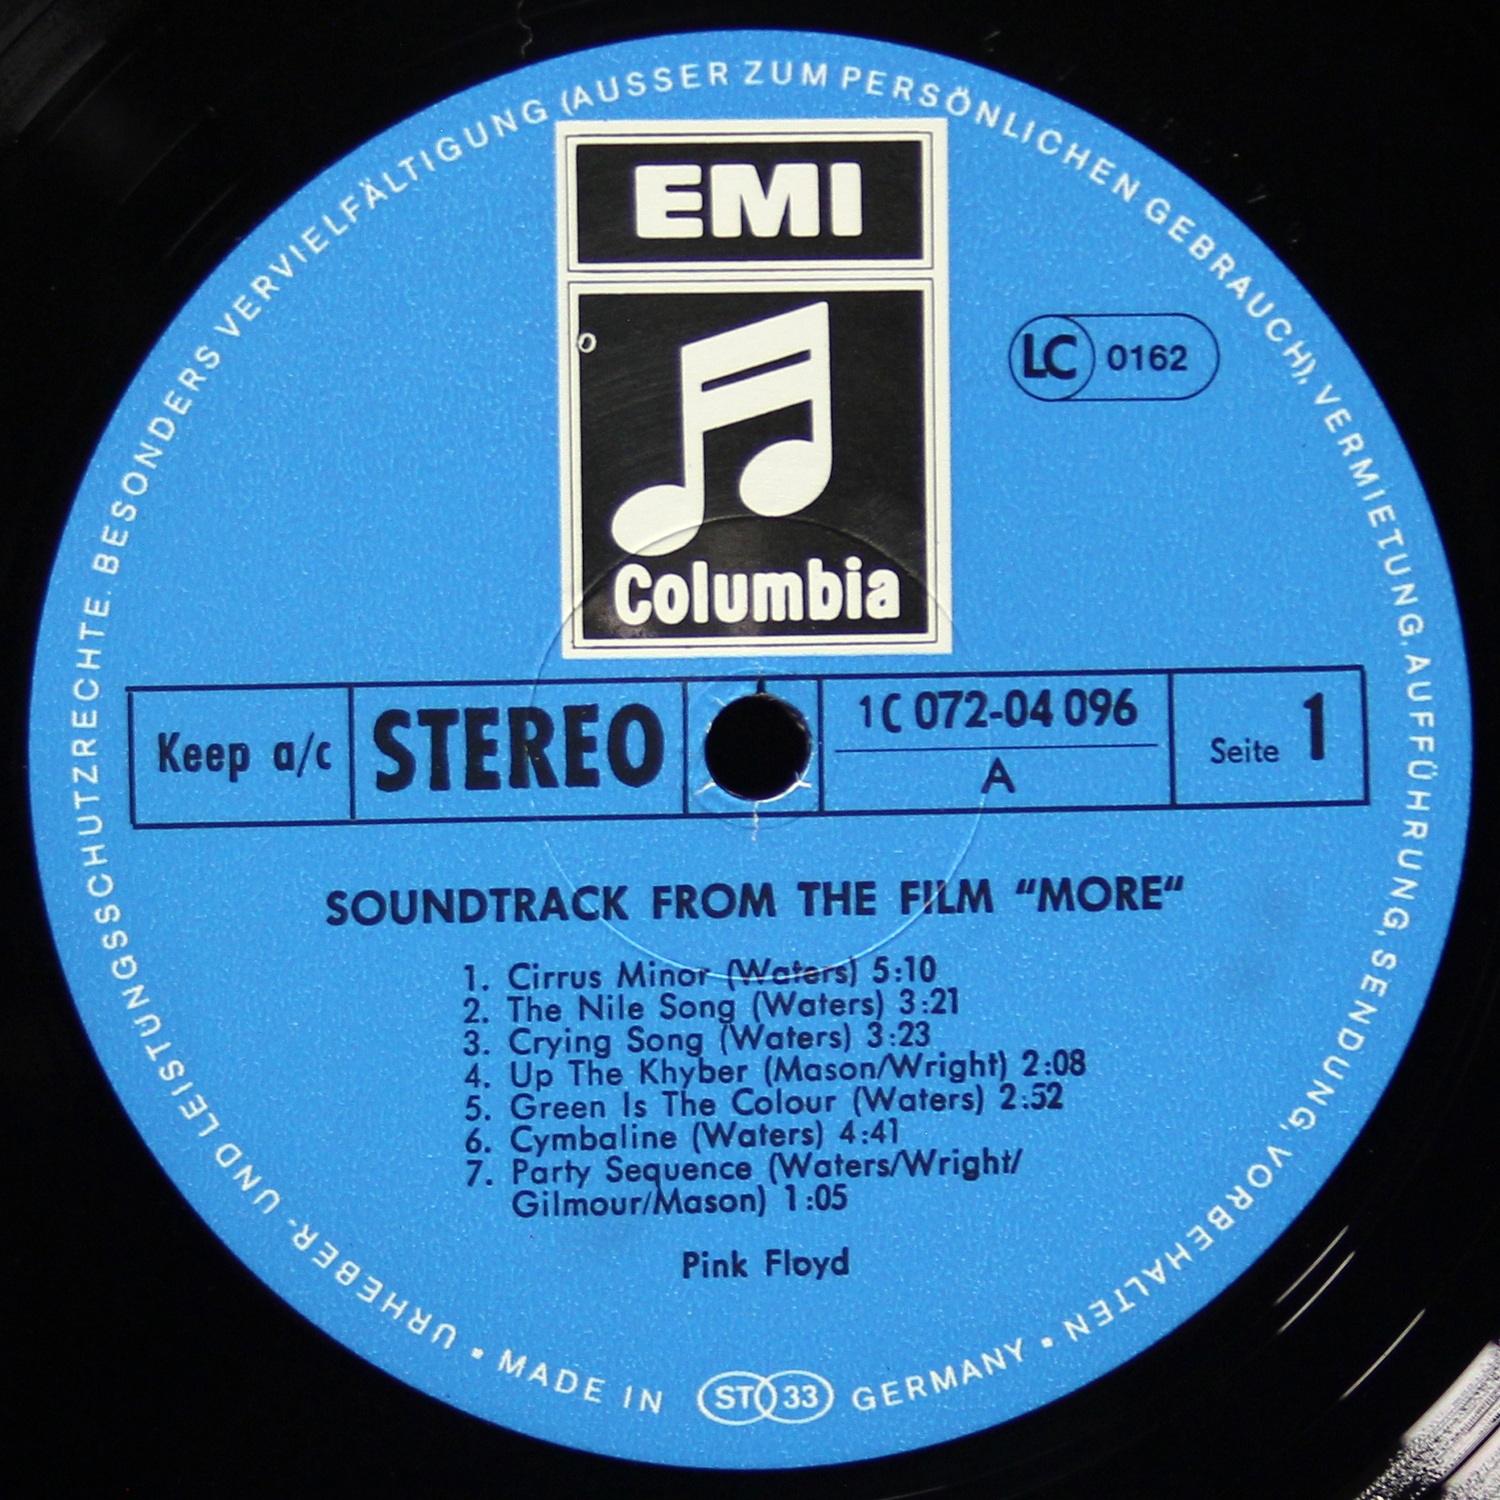 URHEBER- UND LEISTUNGSSCHUTZRECHTE. BESONDERS VERVIELFÄLTIGUNG (AUSSER ZUM PERSÖNLICHEN GEBRAUCH), VERMIETUNG, AUFFÜHRUNG, SENDUNG, VORBEHALTEN •
EMI
LC 0162
Columbia
Keep a/c STEREO 1C 072-04 096
A
Seite 1
SOUNDTRACK FROM THE FILM “MORE“
1. Cirrus Minor (Waters) 5:10
2. The Nile Song (Waters) 3:21
3. Crying Song (Waters) 3:23
4. Up The Khyber (Mason/Wright) 2:08
5. Green Is The Colour (Waters) 2:52
6. Cymbaline (Waters) 4:41
7. Party Sequence (Waters/Wright/
Gilmour/Mason) 1:05
Pink Floyd
• MADE IN ST 33 GERMANY